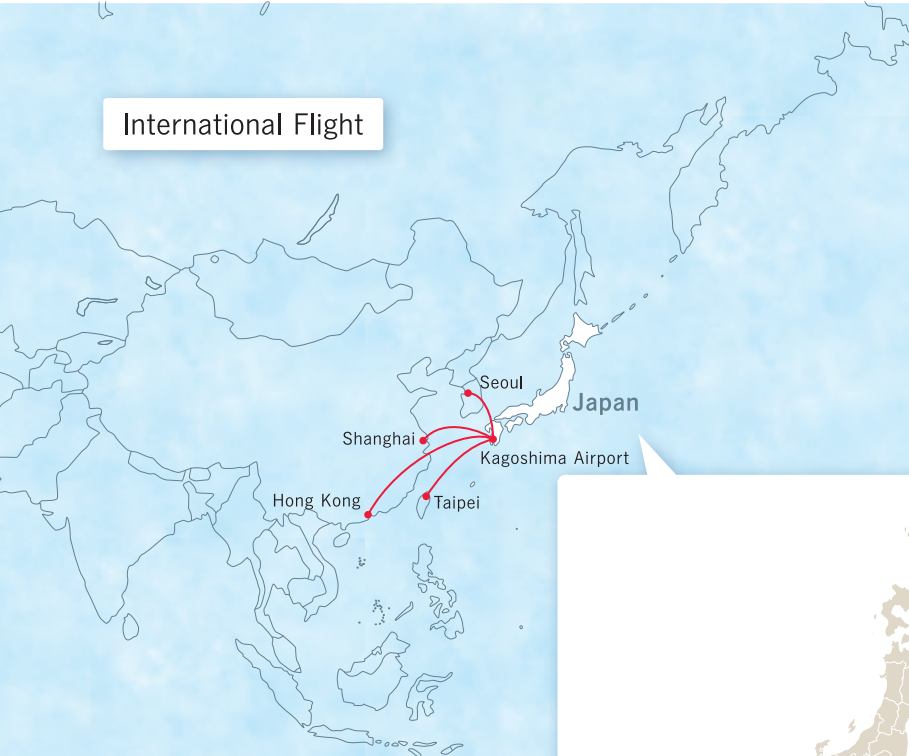 International Flight
Seoul
Japan
Shanghai
Kagoshima Airport
Hong Kong
Taipei